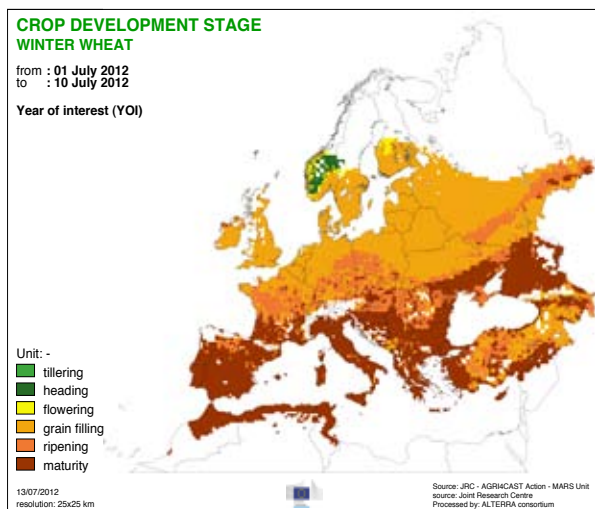 CROP DEVELOPMENT STAGE
WINTER WHEAT
from : 01 July 2012
to : 10 July 2012
Year of interest (YOI)
Unit: -
tillering
heading
flowering
grain filling
ripening
maturity
13/07/2012
resolution: 25x25 km
Source: JRC - AGRI4CAST Action - MARS Unit
source: Joint Research Centre
Processed by: ALTERRA consortium